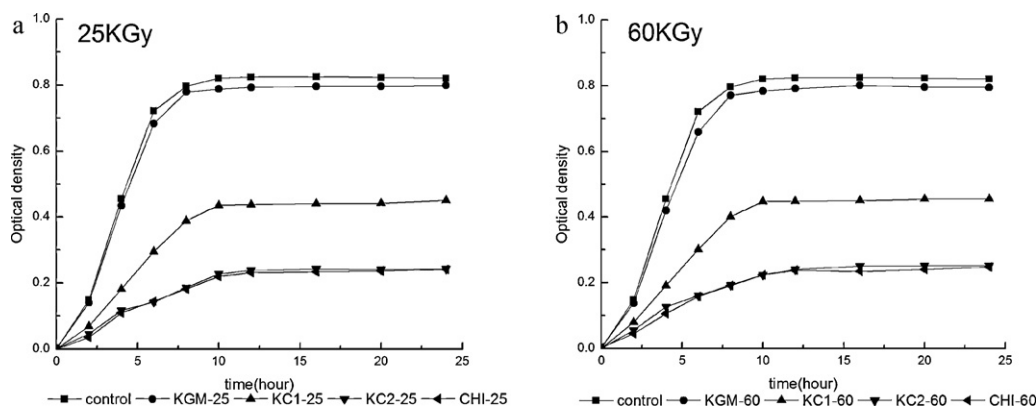 a
25KGy
1.0
0.8
0.6
0.4
0.2
0.0
Optical density
0 5 10 15 20 25
time(hour)
control KGM-25 KC1-25 KC2-25 CHI-25
b
60KGy
1.0
0.8
0.6
0.4
0.2
0.0
Optical density
0 5 10 15 20 25
time(hour)
control KGM-60 KC1-60 KC2-60 CHI-60